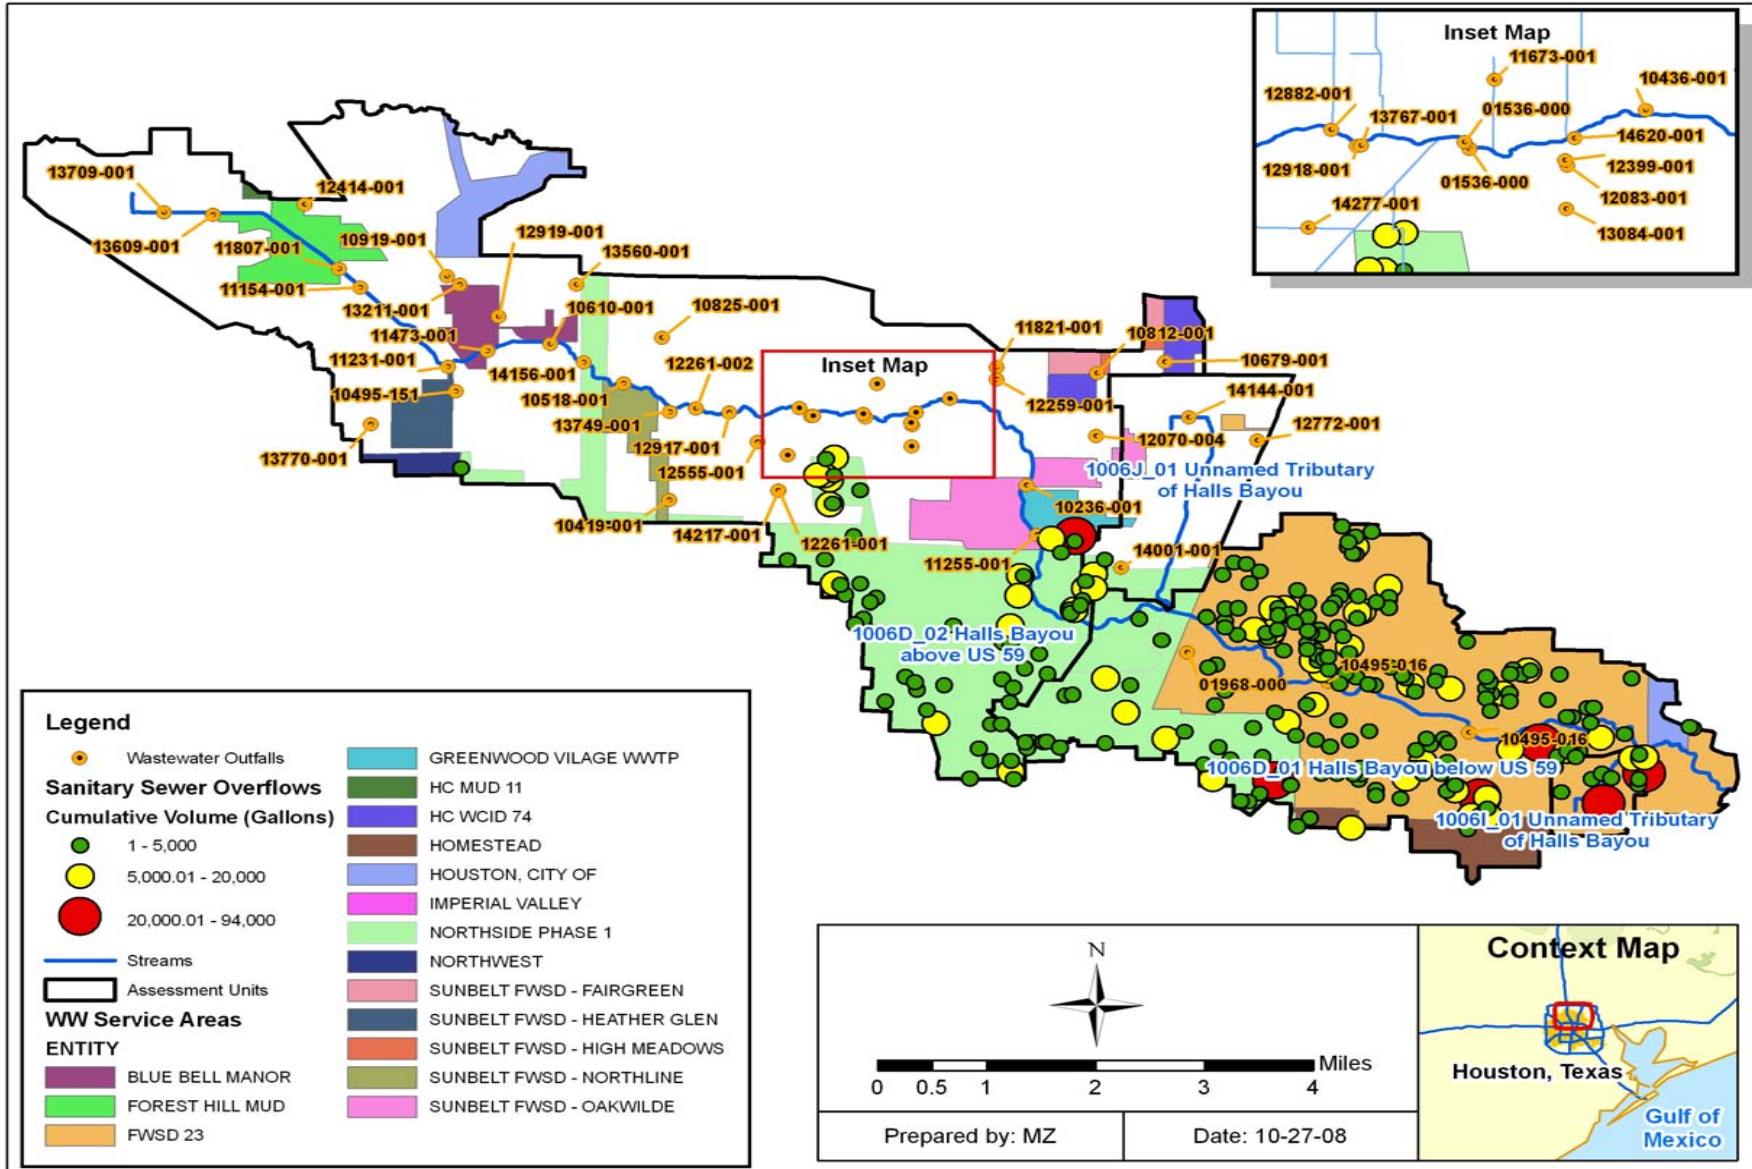 Inset Map
11673-001
10436-001
12882-001
01536-000
13767-001
14620-001
12918-001
12399-001
01536-000
12083-001
14277-001
13084-001
13709-001
12414-001
13609-001
11807-001
10919-001
12919-001
13560-001
11154-001
13211-001
10610-001
10825-001
11473-001
11821-001
10812-001
11231-001
14156-001
12261-002
Inset Map
10679-001
10495-151
10518-001
14144-001
13749-001
12259-001
12917-001
12070-004
12772-001
13770-001
12555-001
1006J_01 Unnamed Tributary
of Halls Bayou
10236-001
10419-001
14217-001
12261-001
14001-001
11255-001
1006D_02 Halls Bayou
above US 59
10495-016
01968-000
10495-016
1006D_01 Halls Bayou below US 59
1006I_01 Unnamed Tributary
of Halls Bayou
Legend
Wastewater Outfalls
Sanitary Sewer Overflows
Cumulative Volume (Gallons)
1 - 5,000
5,000.01 - 20,000
20,000.01 - 94,000
Streams
Assessment Units
WW Service Areas
ENTITY
BLUE BELL MANOR
FOREST HILL MUD
FWSD 23
GREENWOOD VILAGE WWTP
HC MUD 11
HC WCID 74
HOMESTEAD
HOUSTON, CITY OF
IMPERIAL VALLEY
NORTHSIDE PHASE 1
NORTHWEST
SUNBELT FWSD - FAIRGREEN
SUNBELT FWSD - HEATHER GLEN
SUNBELT FWSD - HIGH MEADOWS
SUNBELT FWSD - NORTHLINE
SUNBELT FWSD - OAKWILDE
N
Miles
0 0.5 1 2 3 4
Prepared by: MZ
Date: 10-27-08
Context Map
Houston, Texas
Gulf of
Mexico